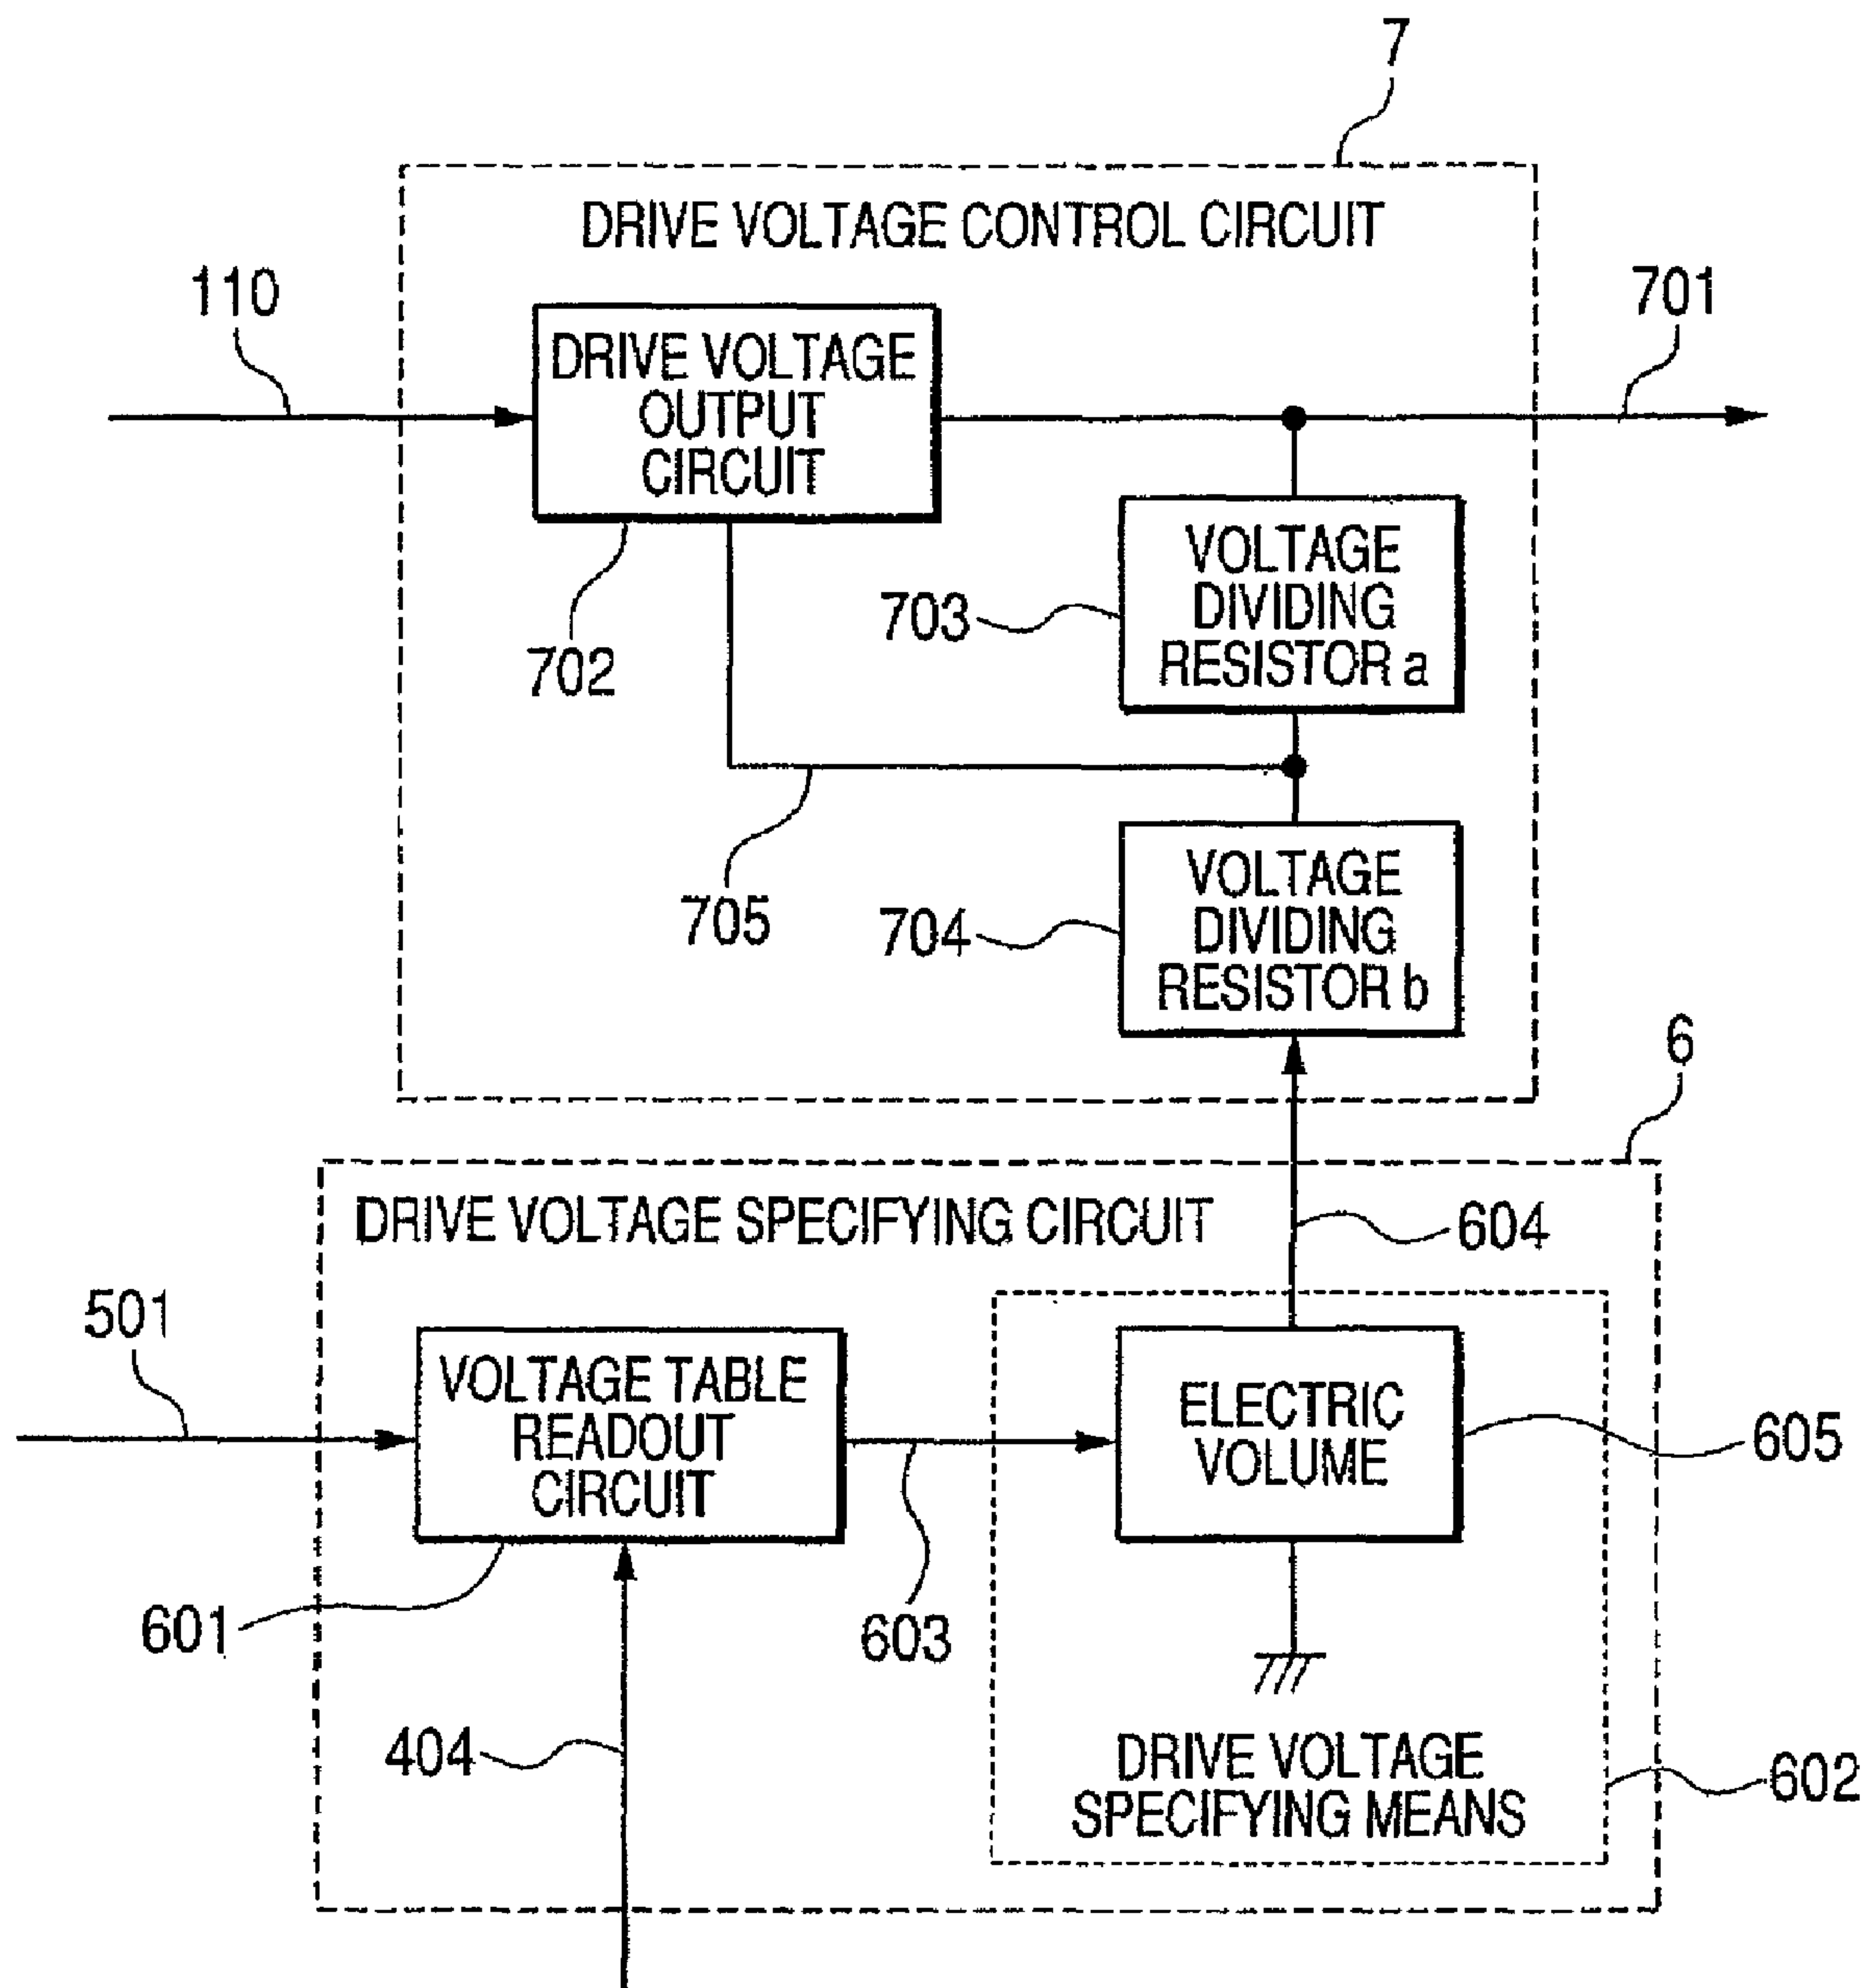 7
DRIVE VOLTAGE CONTROL CIRCUIT
110
701
DRIVE VOLTAGE
OUTPUT
CIRCUIT
702
703
VOLTAGE
DIVIDING
RESISTOR a
705
704
VOLTAGE
DIVIDING
RESISTOR b
6
DRIVE VOLTAGE SPECIFYING CIRCUIT
604
501
VOLTAGE TABLE
READOUT
CIRCUIT
ELECTRIC
VOLUME
605
601
603
404
DRIVE VOLTAGE
SPECIFYING MEANS
602